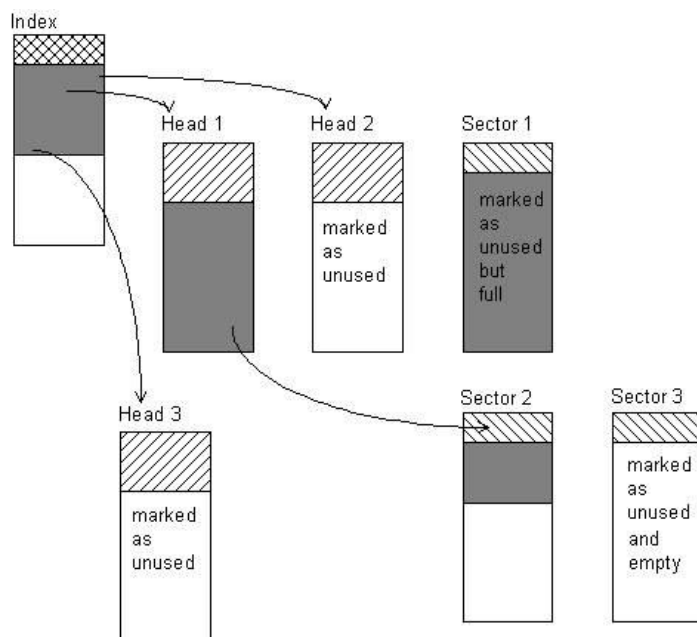 Index
Head 1
Head 2
Sector 1
marked
as
unused
marked
as
unused
but
full
Head 3
Sector 2
Sector 3
marked
as
unused
marked
as
unused
and
empty